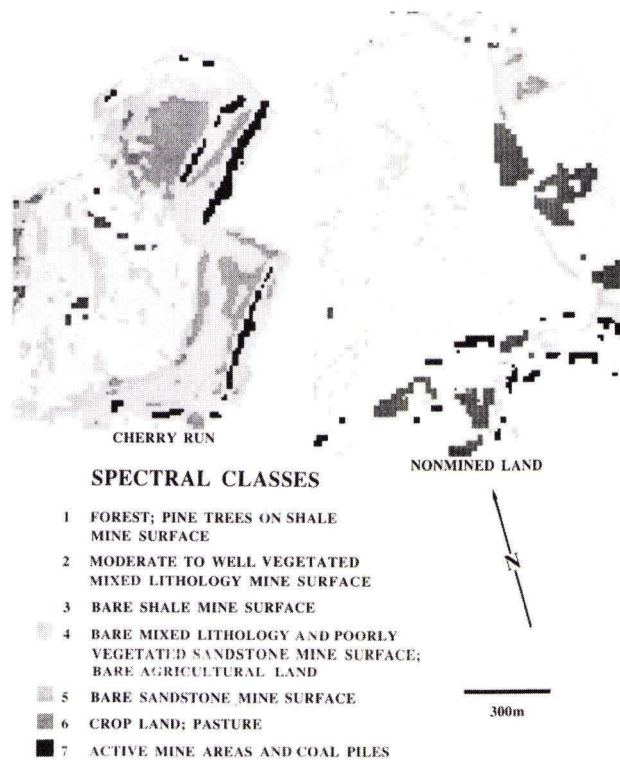 CHERRY RUN
NONMINED LAND
SPECTRAL CLASSES
1 FOREST; PINE TREES ON SHALE
MINE SURFACE
2 MODERATE TO WELL VEGETATED
MIXED LITHOLOGY MINE SURFACE
3 BARE SHALE MINE SURFACE
4 BARE MIXED LITHOLOGY AND POORLY
VEGETATED SANDSTONE MINE SURFACE;
BARE AGRICULTURAL LAND
5 BARE SANDSTONE MINE SURFACE
6 CROP LAND; PASTURE
7 ACTIVE MINE AREAS AND COAL PILES
N
300m